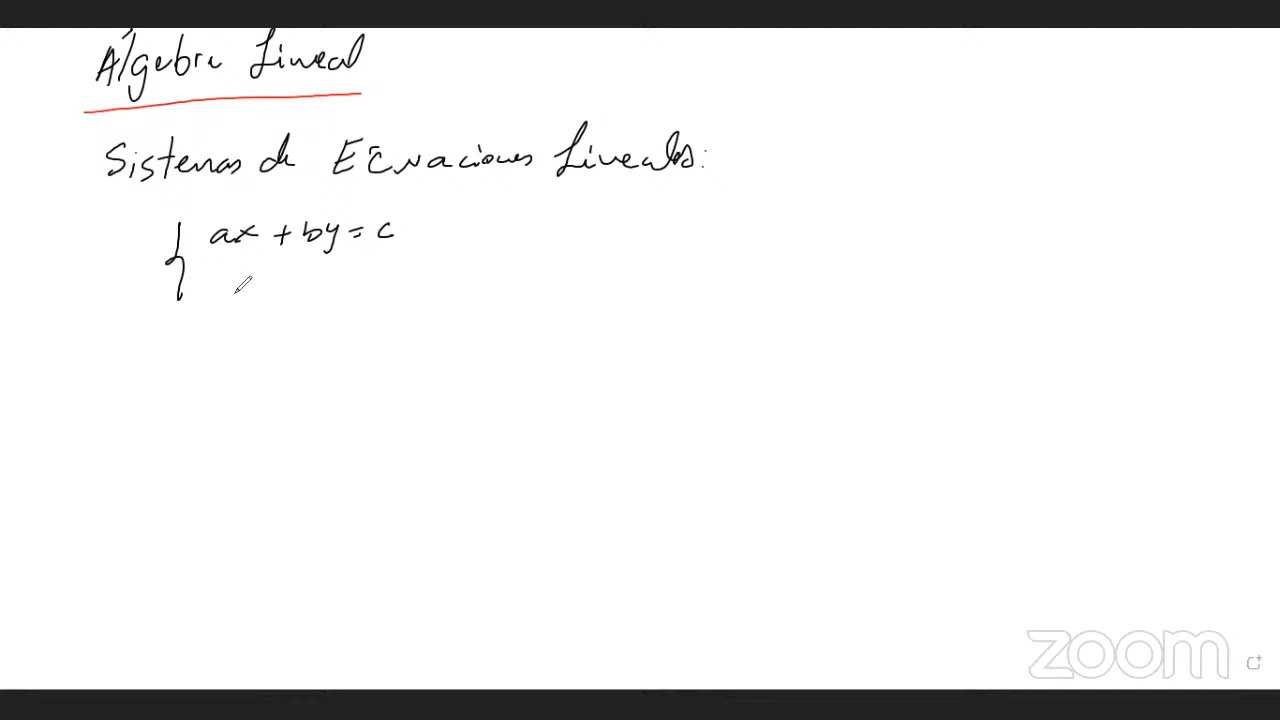 Álgebra Lineal
Sistemas de Ecuaciones Lineales:
ax + by = c
zoom